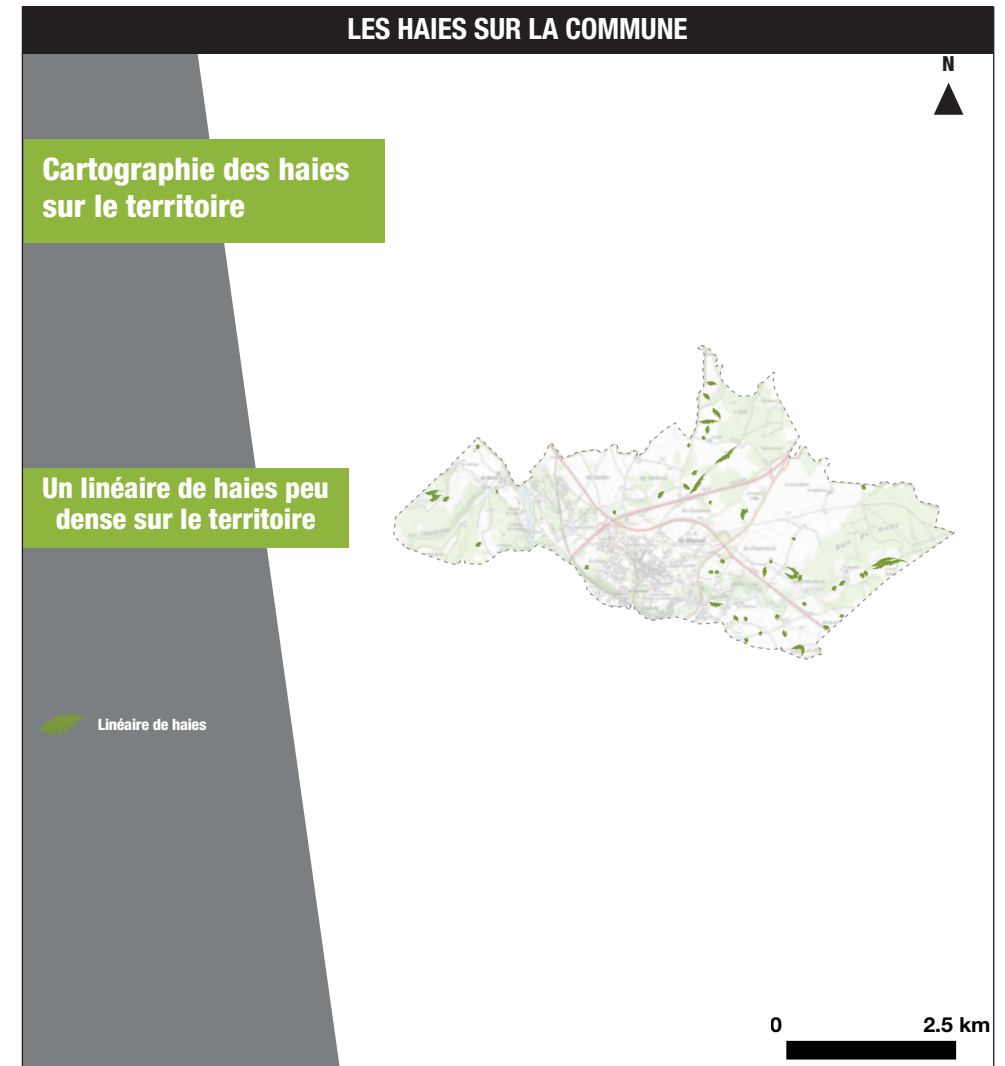 LES HAIES SUR LA COMMUNE
N
Cartographie des haies
sur le territoire
Un linéaire de haies peu
dense sur le territoire
Linéaire de haies
0 2.5 km